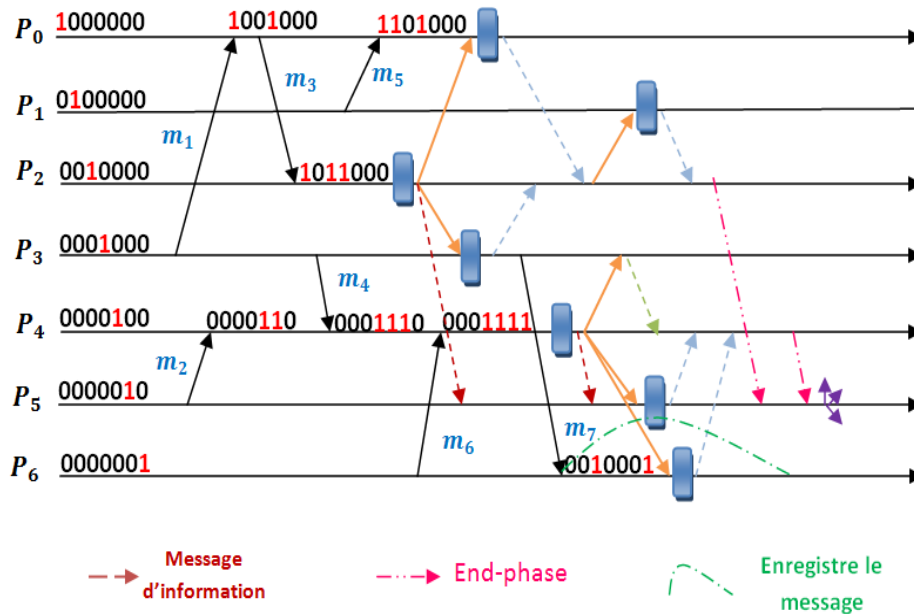 P0 1000000 1001000 1101000
m3 m5
P1 0100000
m1
P2 0010000 1011000
P3 0001000
m4
P4 0000100 0000110 0001110 0001111
m2
P5 0000010
m6 m7
P6 0000001 0010001
Message d'information
End-phase
Enregistre le message